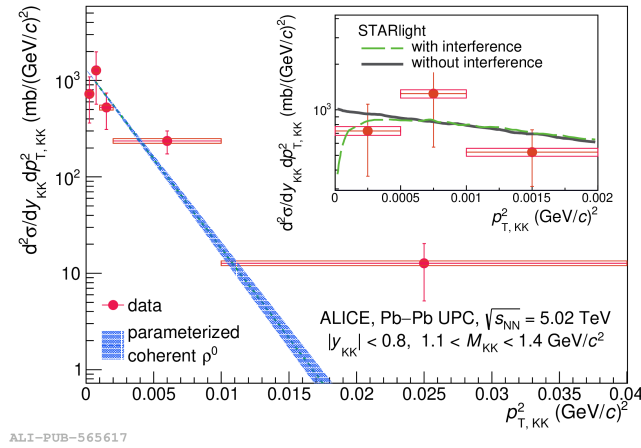 d²σ/dy_KK dp²_T, KK (mb/(GeV/c)²)
10³
10²
10
1
0 0.005 0.01 0.015 0.02 0.025 0.03 0.035 0.04
p²_T, KK (GeV/c)²
data
parameterized
coherent ρ⁰
ALICE, Pb−Pb UPC, √s_NN = 5.02 TeV
|y_KK| < 0.8, 1.1 < M_KK < 1.4 GeV/c²
d²σ/dy_KK dp²_T, KK (mb/(GeV/c)²)
10³
STARlight
with interference
without interference
0 0.0005 0.001 0.0015 0.002
p²_T, KK (GeV/c)²
ALI-PUB-565617